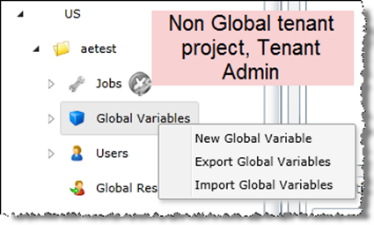 US
Non Global tenant
project, Tenant
Admin
aetest
Jobs
Global Variables
New Global Variable
Export Global Variables
Import Global Variables
Users
Global Res